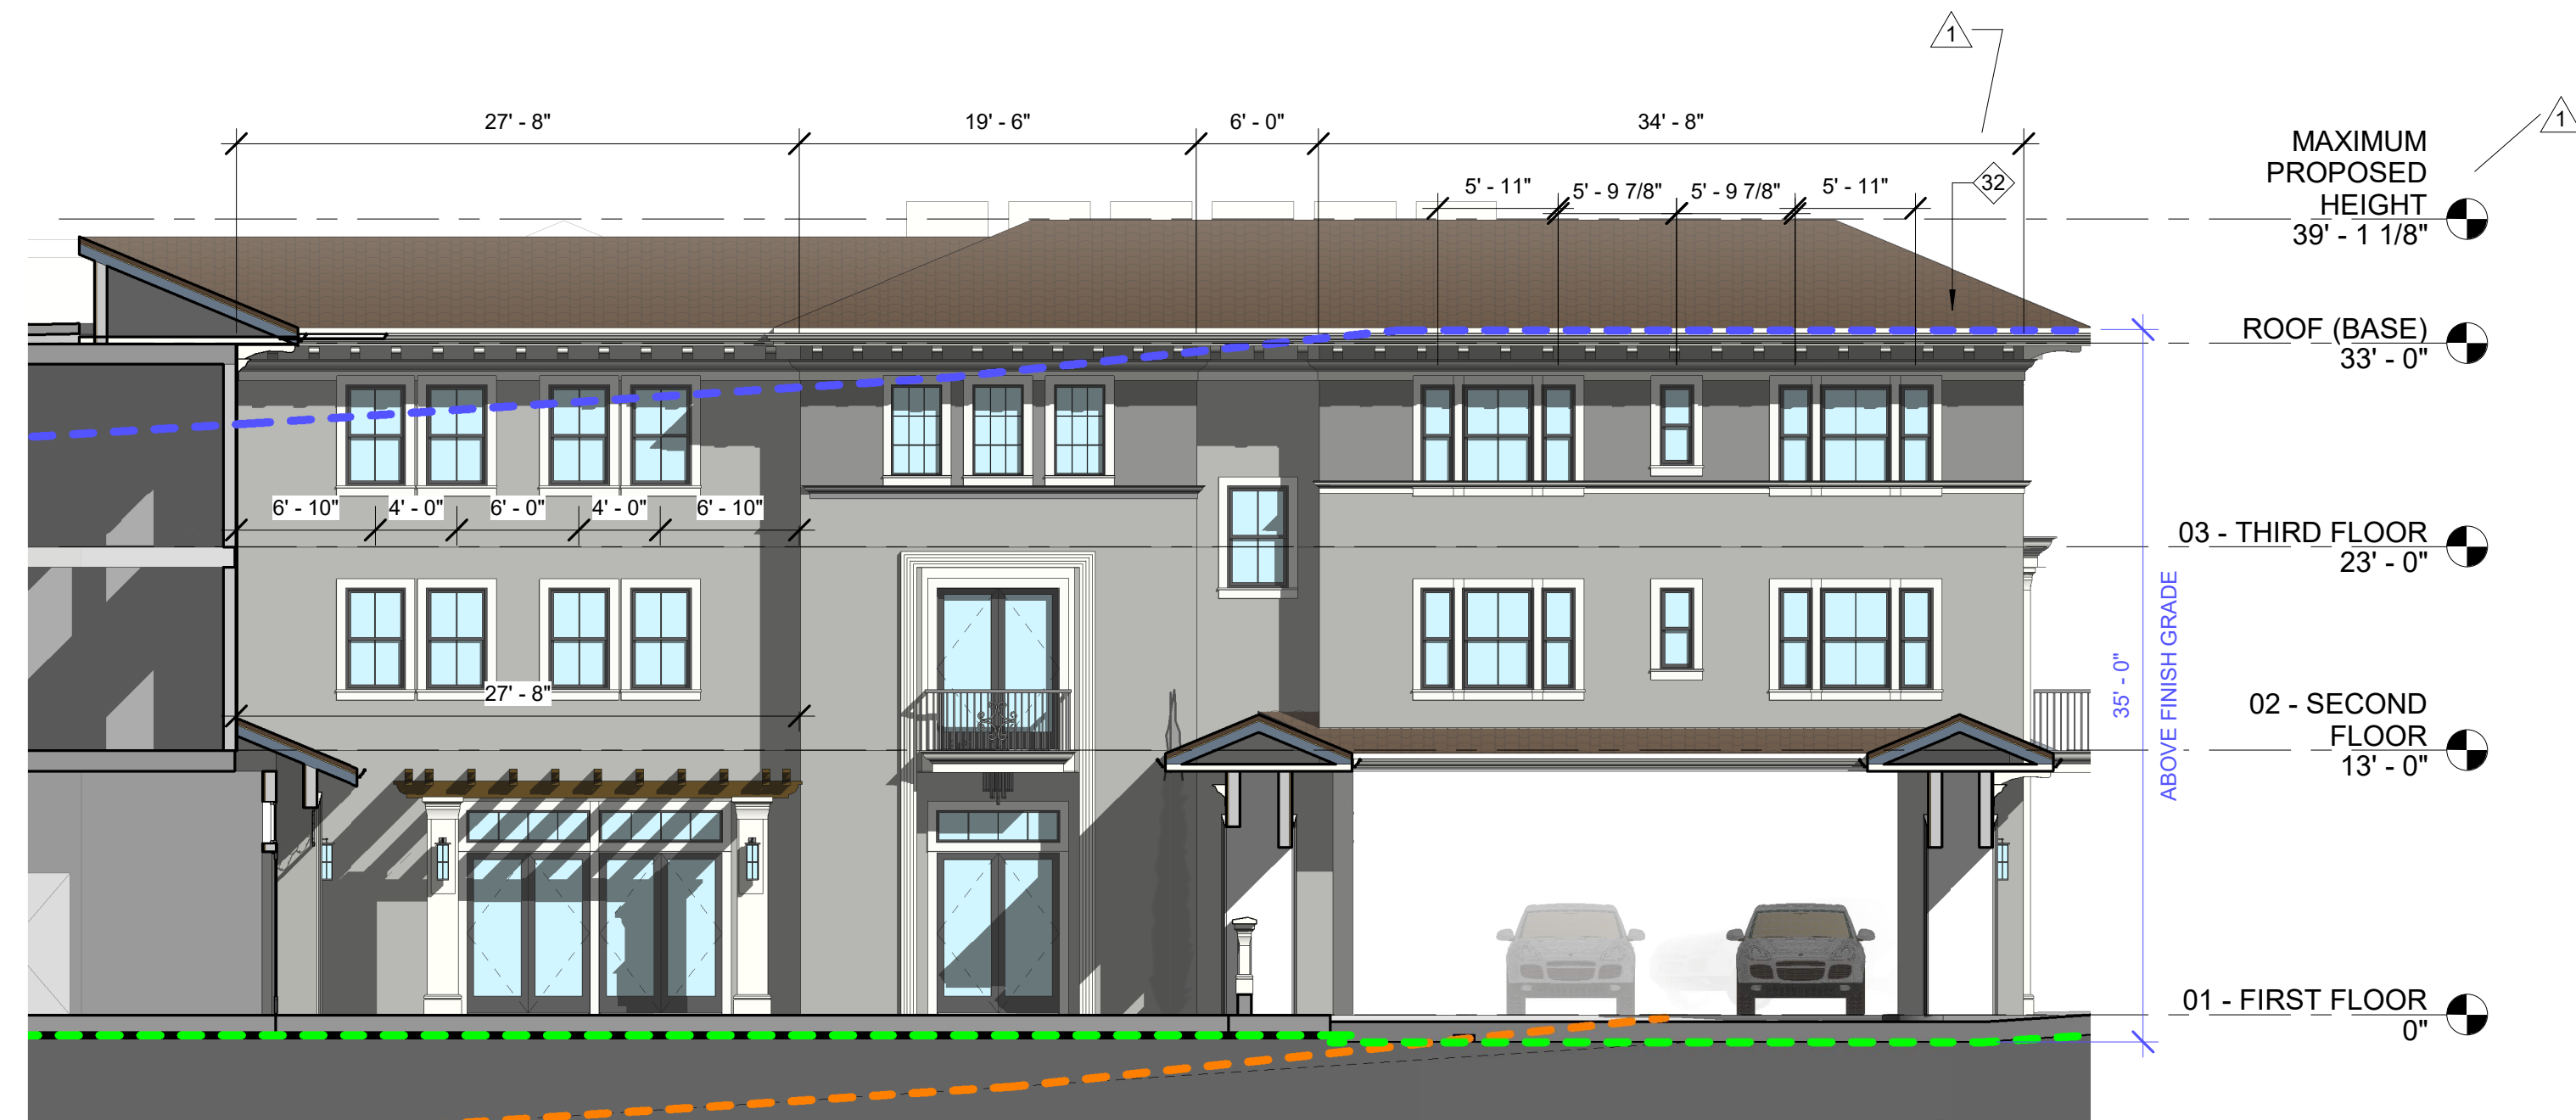 1
27' - 8"
19' - 6"
6' - 0"
34' - 8"
1
MAXIMUM
PROPOSED
HEIGHT
39' - 1 1/8"
5' - 11"
5' - 9 7/8"
5' - 9 7/8"
5' - 11"
32
ROOF (BASE)
33' - 0"
6' - 10"
4' - 0"
6' - 0"
4' - 0"
6' - 10"
03 - THIRD FLOOR
23' - 0"
27' - 8"
35' - 0"
ABOVE FINISH GRADE
02 - SECOND
FLOOR
13' - 0"
01 - FIRST FLOOR
0"